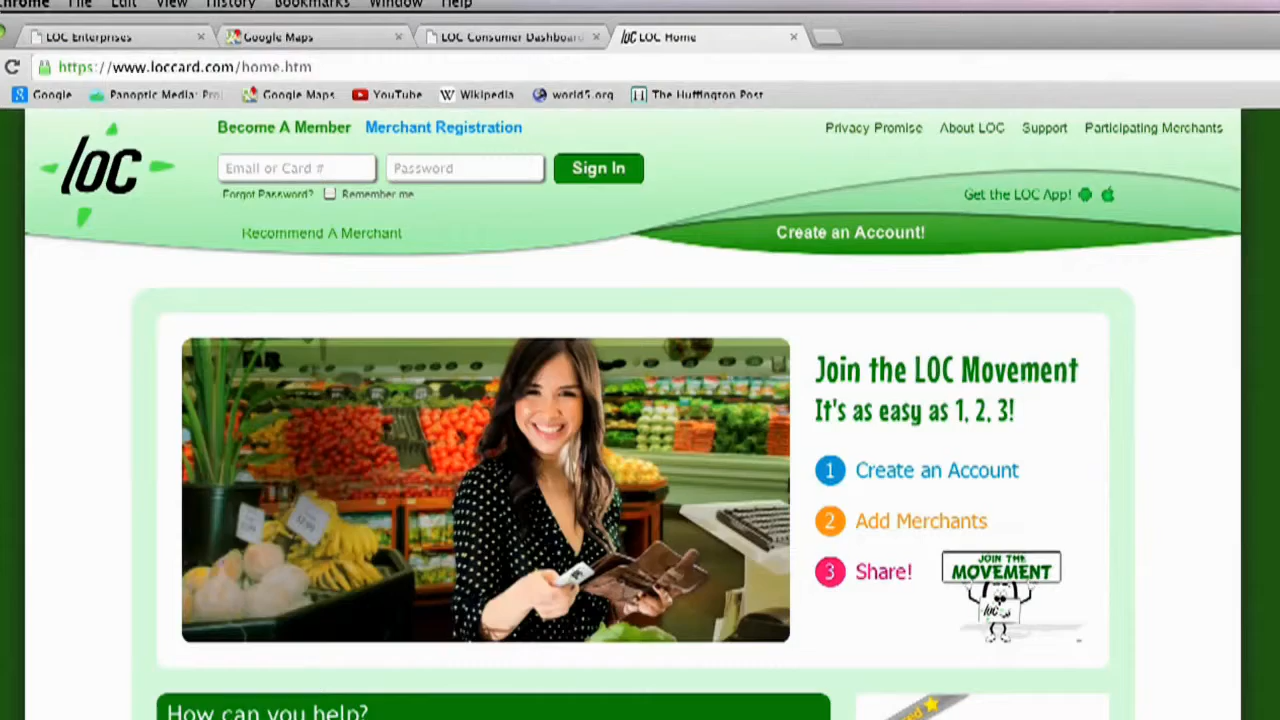 Chrome File Edit View History Bookmarks Window Help
LOC Enterprises Google Maps LOC Consumer Dashboard LOC Home
https://www.loccard.com/home.htm
Google Panoptic Media: Google Maps YouTube Wikipedia world5.org The Huffington Post
Become A Member Merchant Registration Privacy Promise About LOC Support Participating Merchants
loc
Email or Card # Password Sign In
Forgot Password? Remember me Get the LOC App!
Recommend A Merchant Create an Account!
Join the LOC Movement
It's as easy as 1, 2, 3!
1 Create an Account
2 Add Merchants
3 Share!
JOIN THE
MOVEMENT
loc
How can you help?